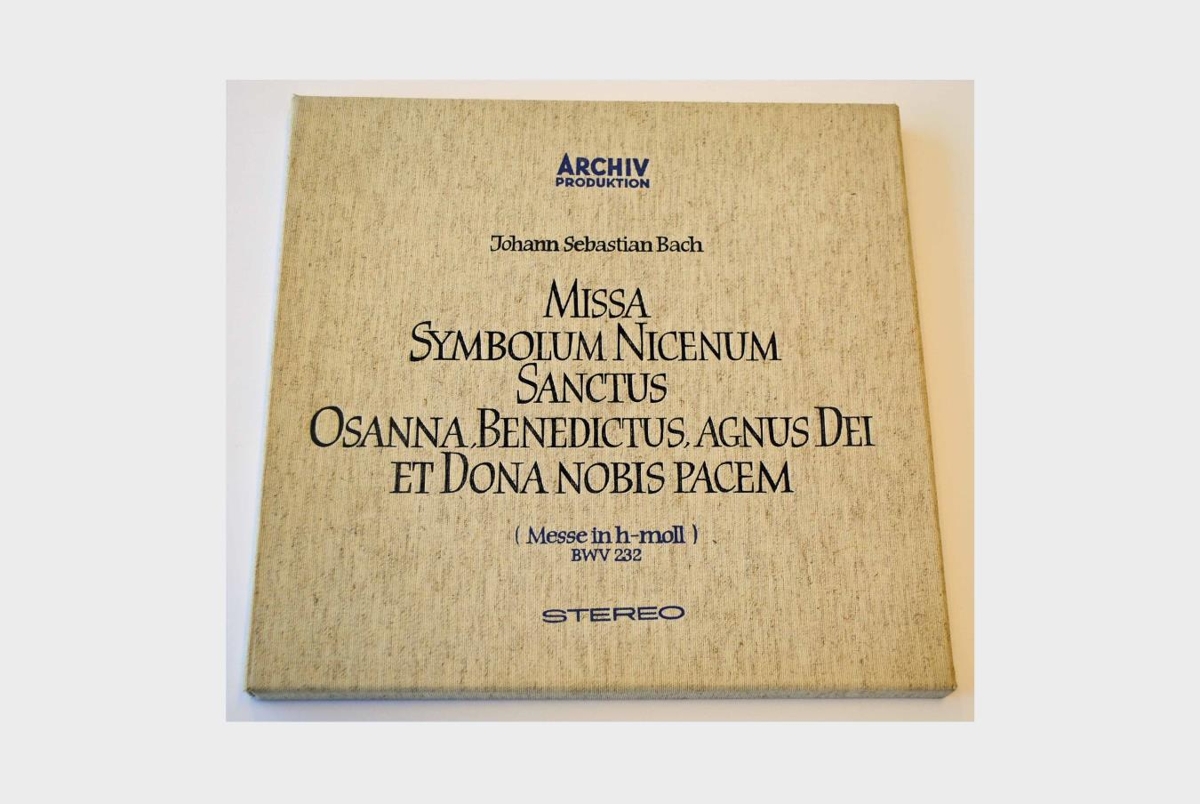 ARCHIV
PRODUKTION
Johann Sebastian Bach
MISSA
SYMBOLUM NICENUM
SANCTUS
OSANNA, BENEDICTUS, AGNUS DEI
ET DONA NOBIS PACEM
( Messe in h-moll )
BWV 232
STEREO